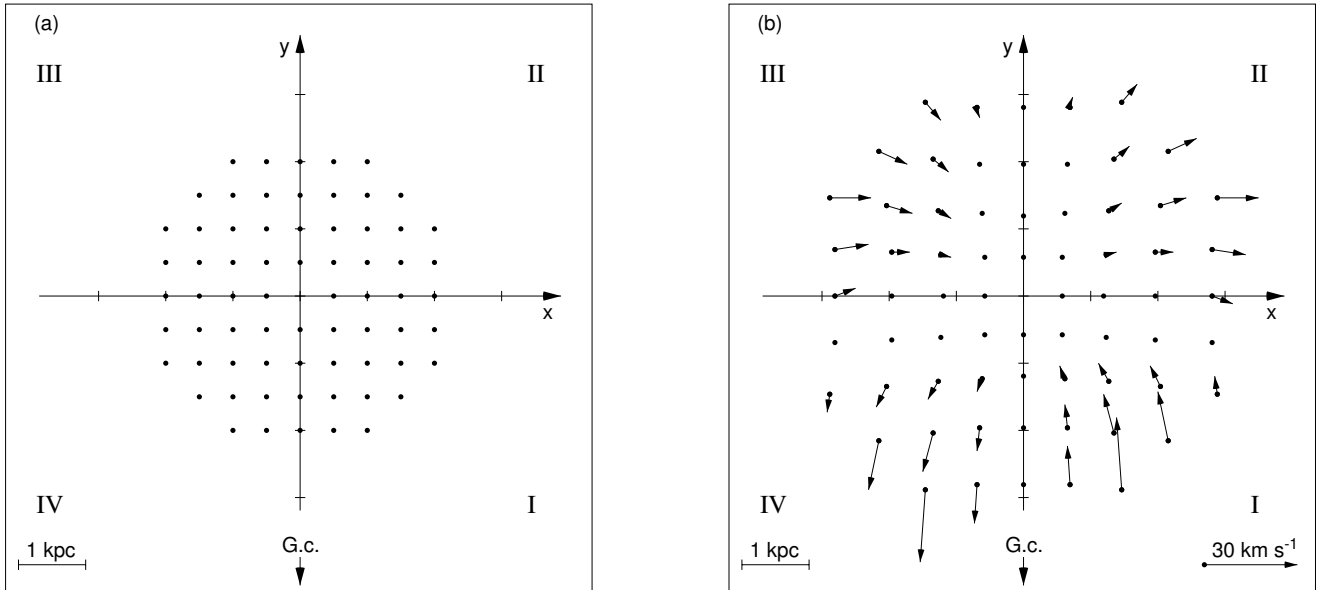 (a)
y
III
II
x
IV
I
G.c.
1 kpc
(b)
y
III
II
x
IV
I
G.c.
1 kpc
30 km s⁻¹